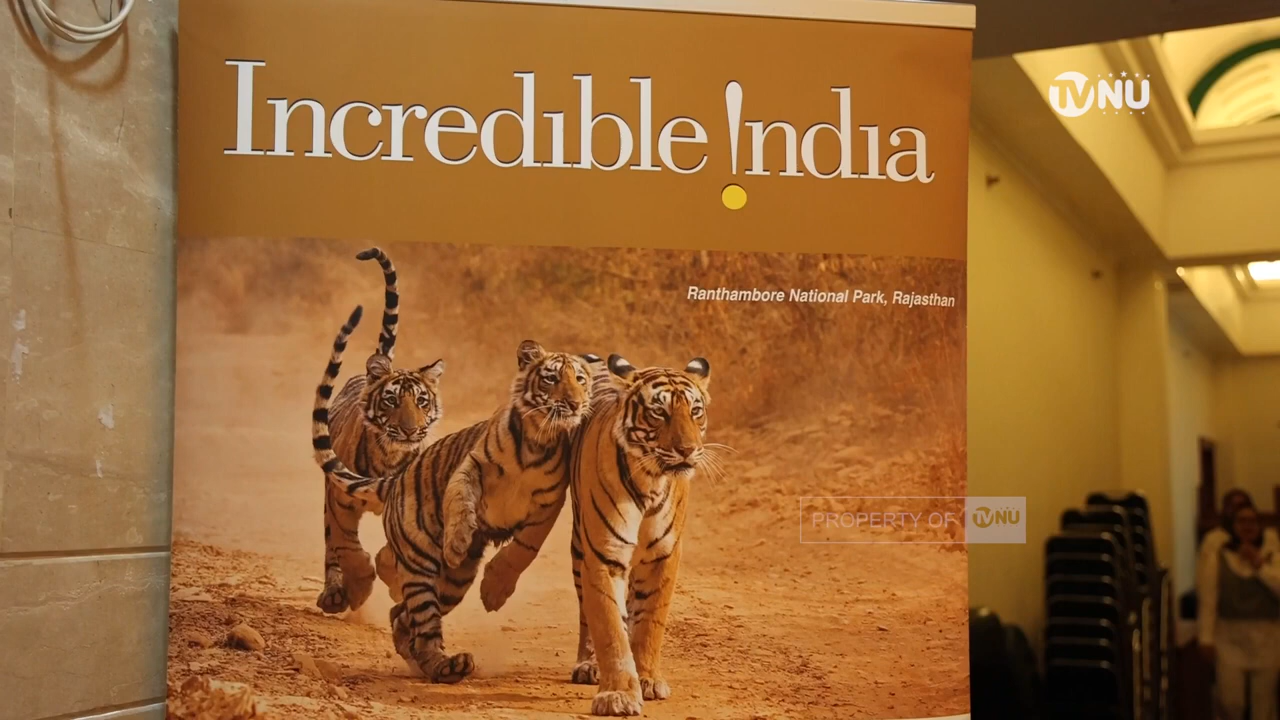 TVNU
Incredible !ndia
Ranthambore National Park, Rajasthan
PROPERTY OF TVNU